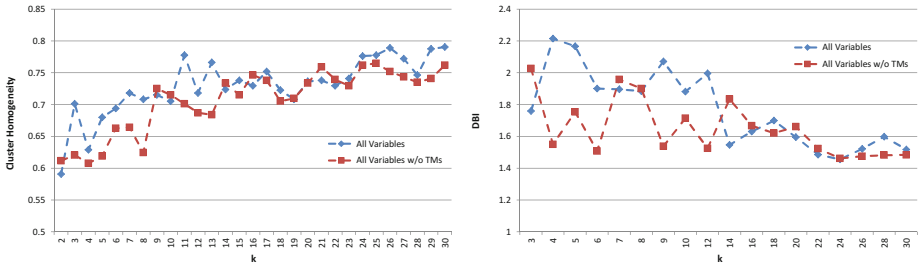 0.85
0.8
0.75
0.7
0.65
0.6
0.55
0.5
Cluster Homogeneity
All Variables
All Variables w/o TMs
2 3 4 5 6 7 8 9 10 11 12 13 14 15 16 17 18 19 20 21 22 23 24 25 26 27 28 29 30
k
2.4
2.2
2
1.8
1.6
1.4
1.2
1
DBI
All Variables
All Variables w/o TMs
3 4 5 6 7 8 9 10 12 14 16 18 20 22 24 26 28 30
k